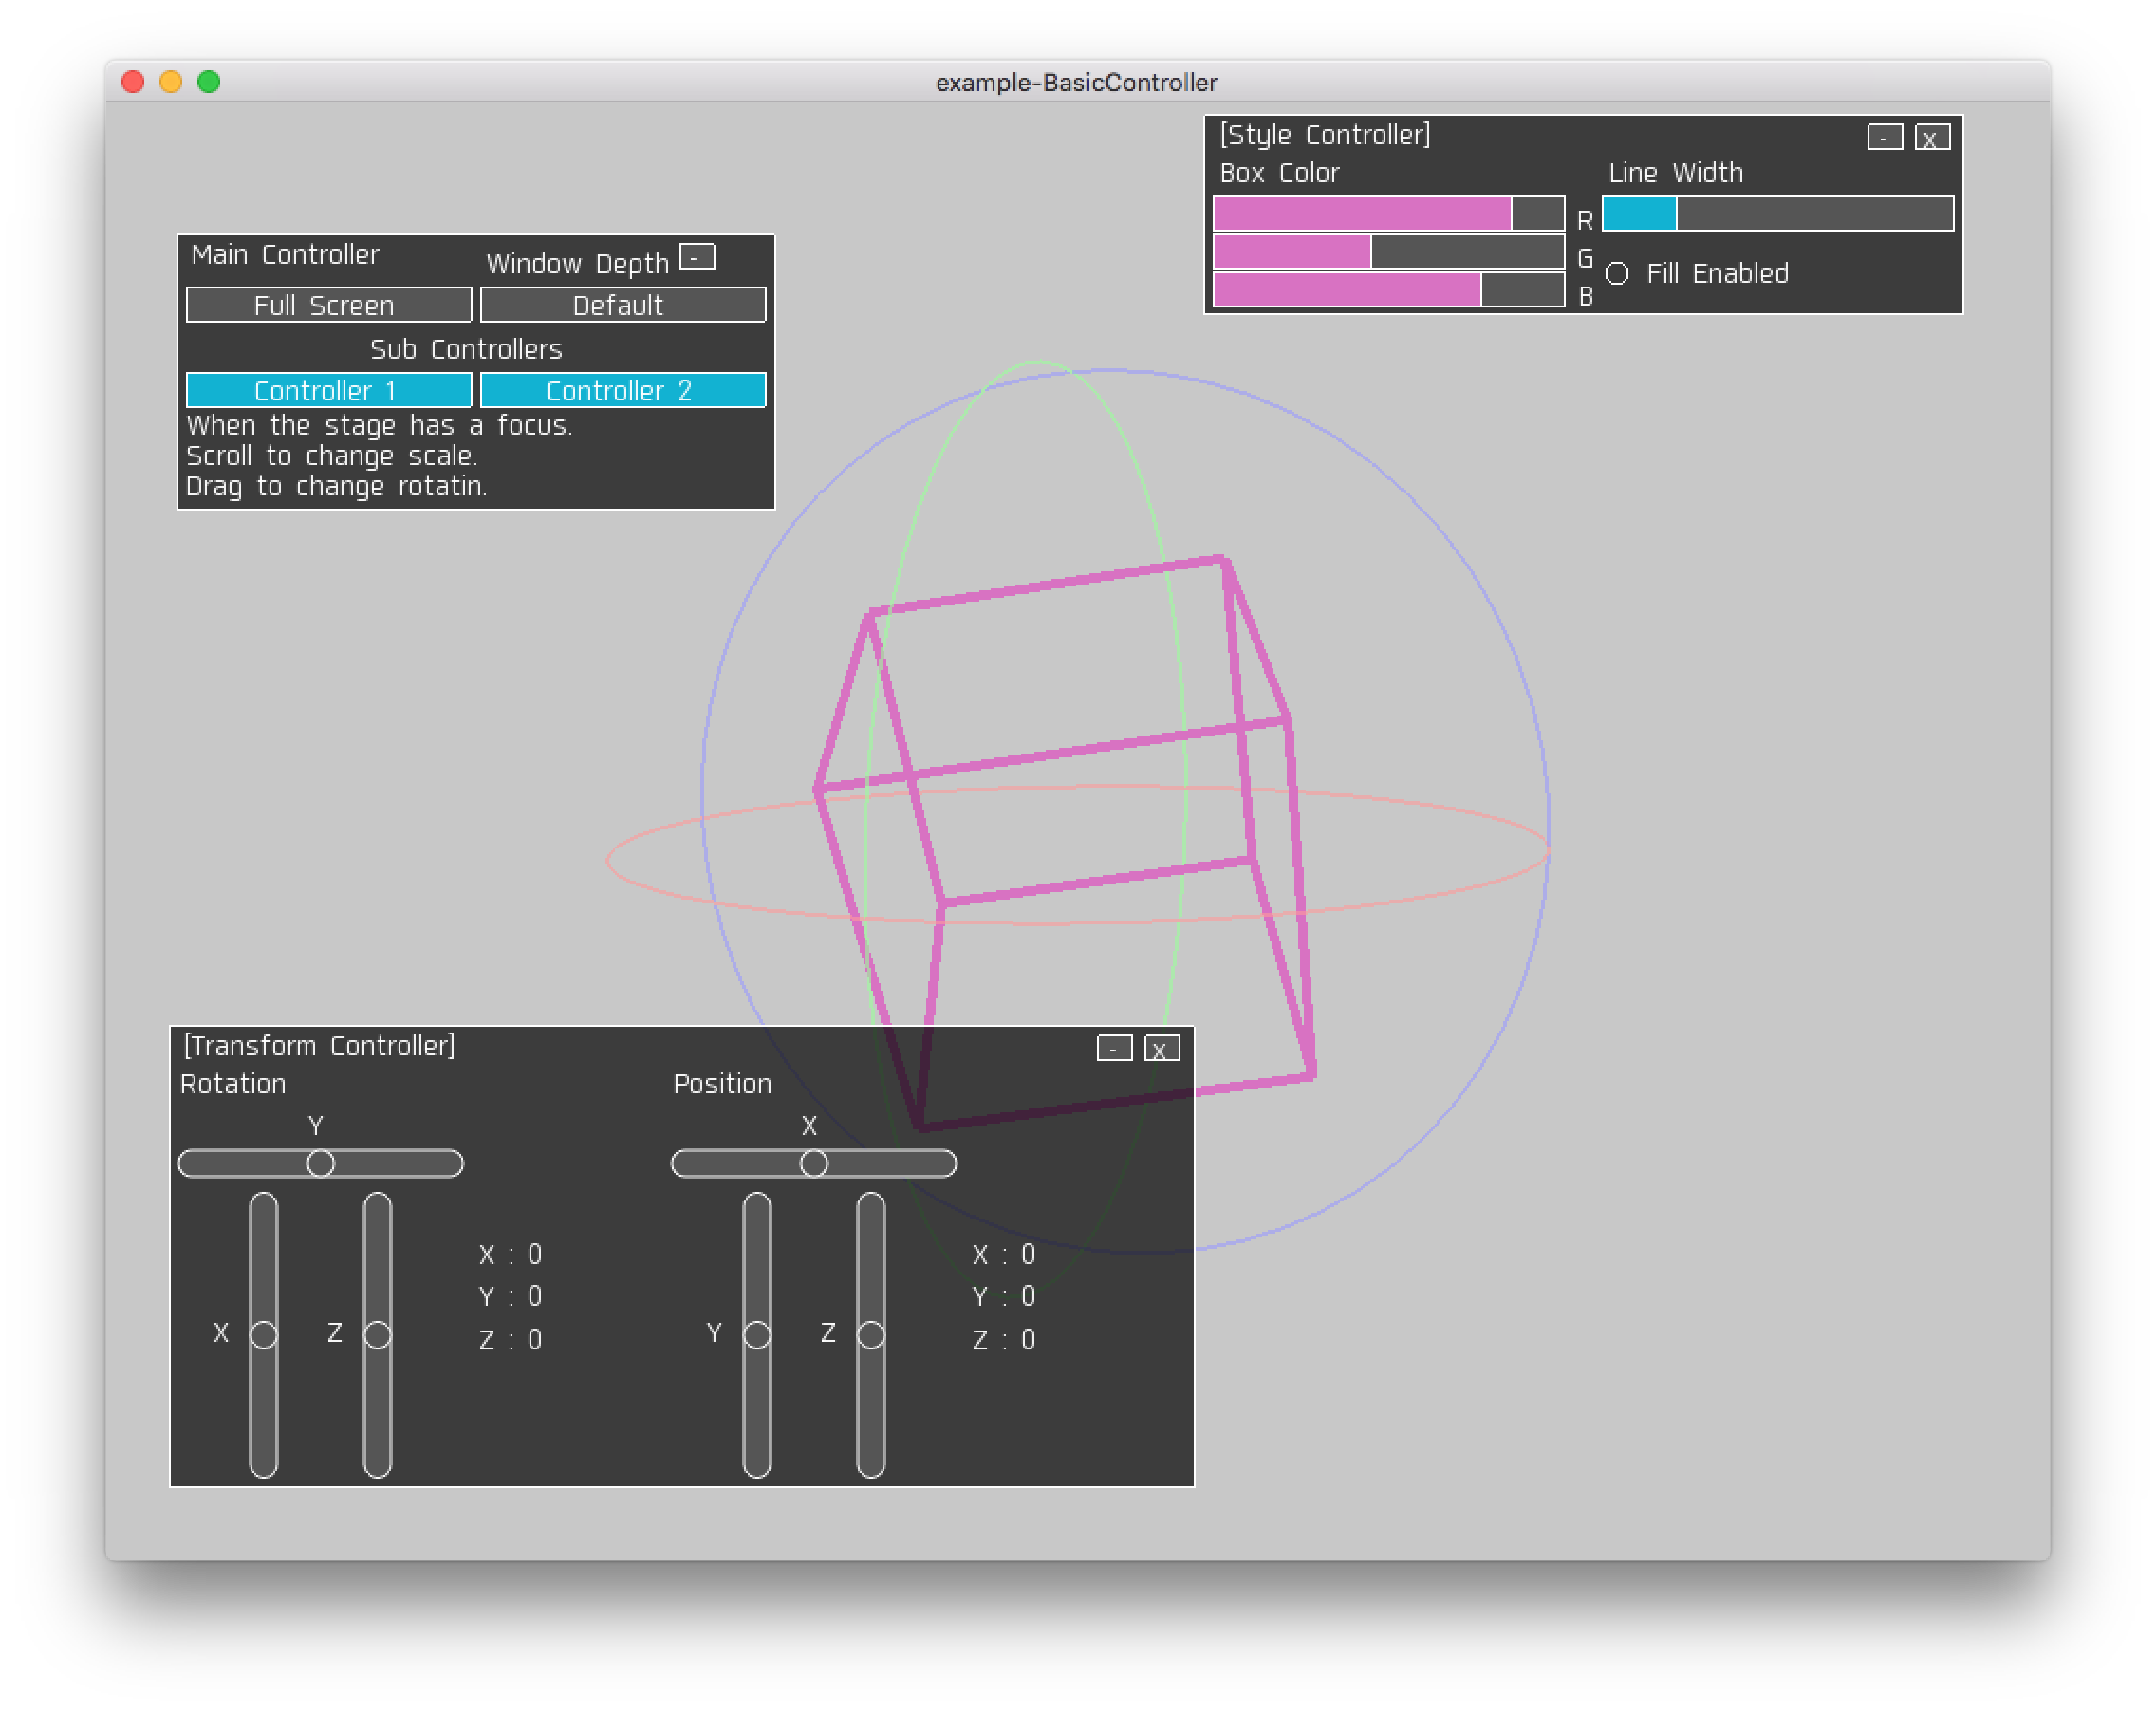 example-BasicController
[Style Controller]
- x
Box Color
Line Width
R
G
B
Fill Enabled
Main Controller
Window Depth -
Full Screen
Default
Sub Controllers
Controller 1
Controller 2
When the stage has a focus.
Scroll to change scale.
Drag to change rotatin.
[Transform Controller]
- x
Rotation
Y
X
Z
X : 0
Y : 0
Z : 0
Position
X
Y
Z
X : 0
Y : 0
Z : 0